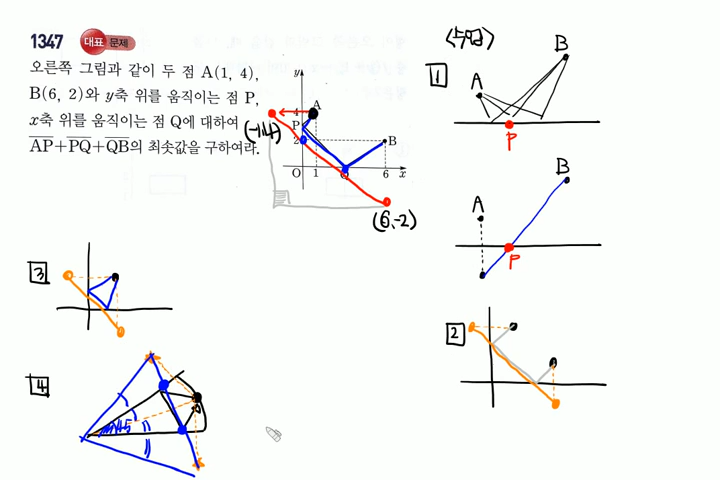 1347 대표 문제
오른쪽 그림과 같이 두 점 A(1, 4),
B(6, 2)와 y축 위를 움직이는 점 P,
x축 위를 움직이는 점 Q에 대하여
AP+PQ+QB의 최솟값을 구하여라.
y
4
A
P
2
B
O
1
6
x
(-1,4)
(6,-2)
1
A
B
P
A
B
P
2
3
4
45